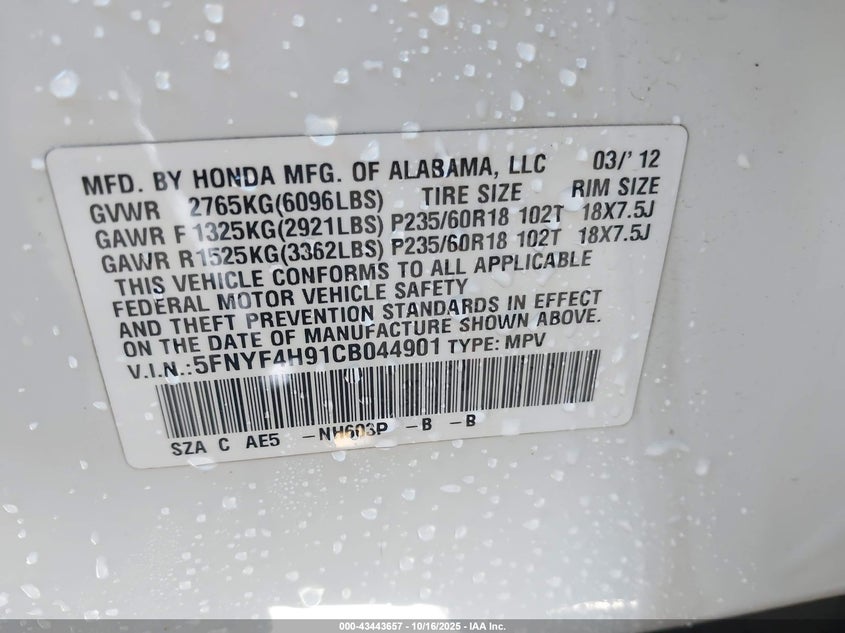 MFD. BY HONDA MFG. OF ALABAMA, LLC 03/' 12
GVWR 2765KG(6096LBS) TIRE SIZE RIM SIZE
GAWR F 1325KG(2921LBS) P235/60R18 102T 18X7.5J
GAWR R1525KG(3362LBS) P235/60R18 102T 18X7.5J
THIS VEHICLE CONFORMS TO ALL APPLICABLE
FEDERAL MOTOR VEHICLE SAFETY
AND THEFT PREVENTION STANDARDS IN EFFECT
ON THE DATE OF MANUFACTURE SHOWN ABOVE.
V.I.N.:5FNYF4H91CB044901 TYPE: MPV
SZA C AE5 -NH603P -B -B
000-43443657 - 10/16/2025 - IAA Inc.